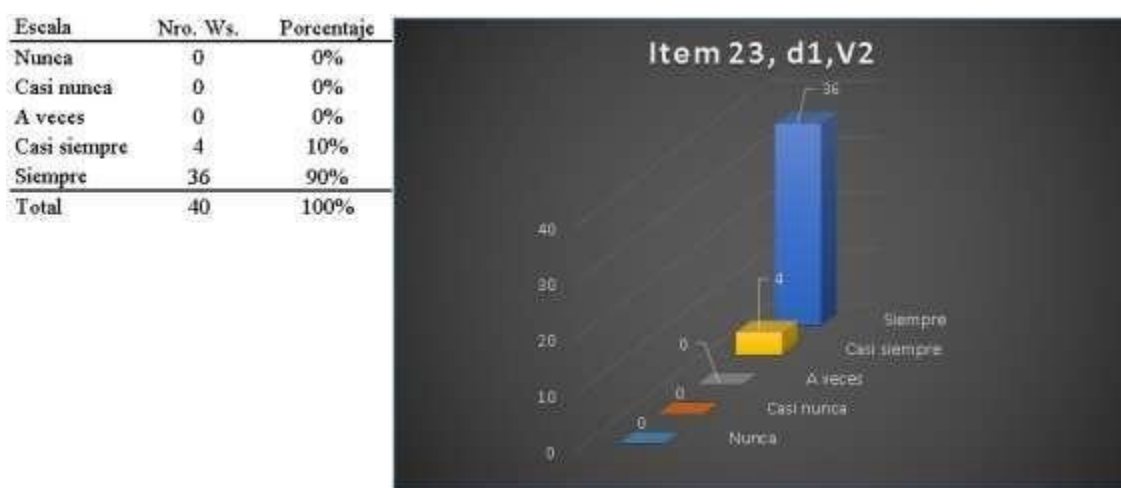 Escala Nro. Ws. Porcentaje
Nunca 0 0%
Casi nunca 0 0%
A veces 0 0%
Casi siempre 4 10%
Siempre 36 90%
Total 40 100%
Item 23, d1,V2
36
40
30
4
Siempre
20
0
Casi siempre
A veces
10
0
Casi nunca
0
Nunca
0